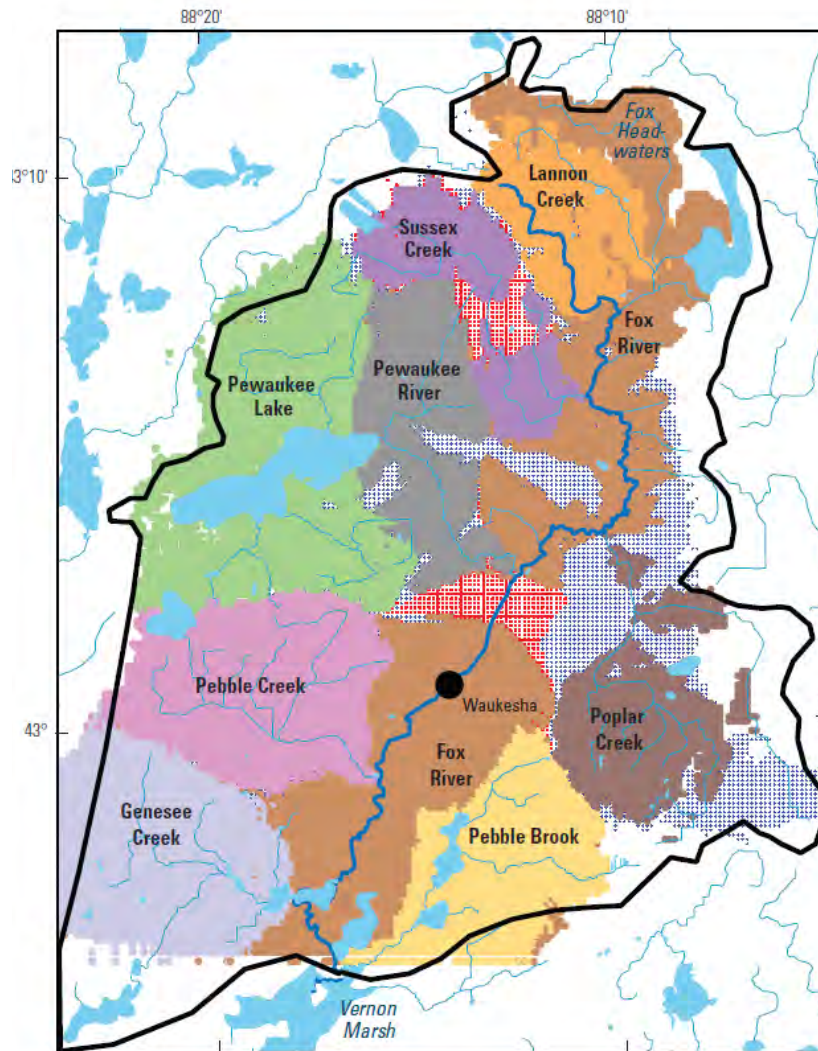 88°20'
88°10'
Fox
Head-
waters
3°10'
Lannon
Creek
Sussex
Creek
Fox
River
Pewaukee
Lake
Pewaukee
River
Pebble Creek
Waukesha
43°
Poplar
Creek
Fox
River
Genesee
Creek
Pebble Brook
Vernon
Marsh